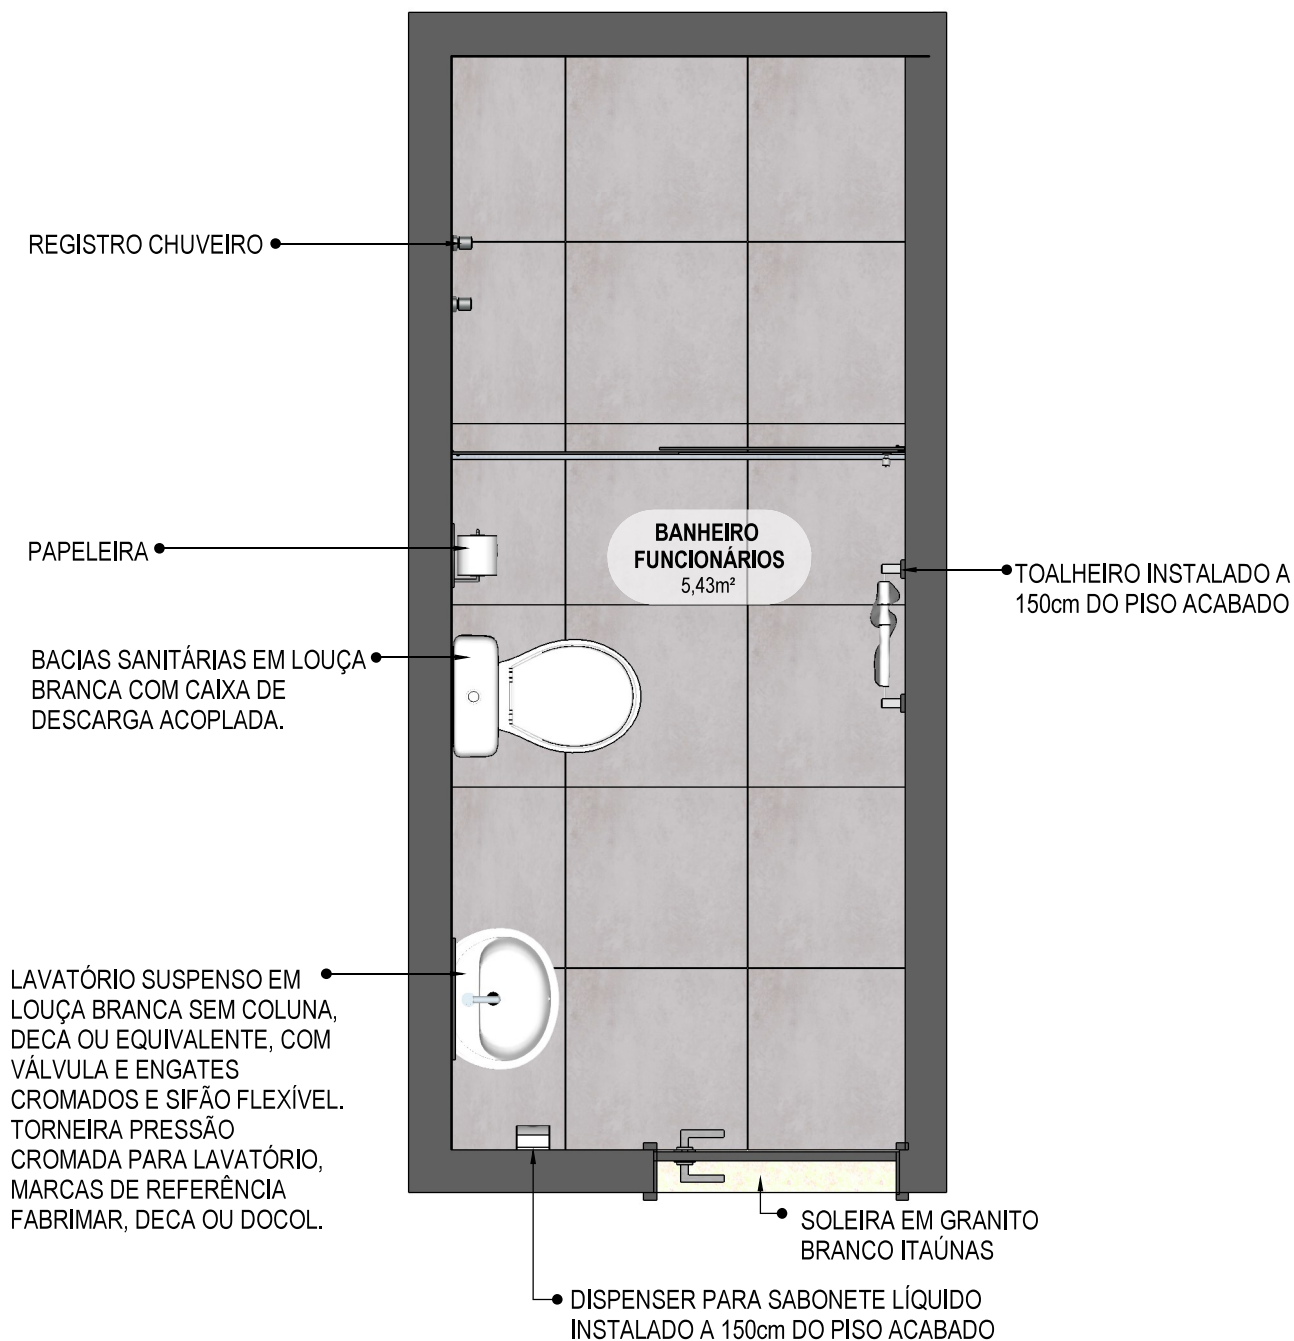 REGISTRO CHUVEIRO
BANHEIRO
FUNCIONÁRIOS
5,43m²
PAPELEIRA
TOALHEIRO INSTALADO A
150cm DO PISO ACABADO
BACIAS SANITÁRIAS EM LOUÇA
BRANCA COM CAIXA DE
DESCARGA ACOPLADA.
LAVATÓRIO SUSPENSO EM
LOUÇA BRANCA SEM COLUNA,
DECA OU EQUIVALENTE, COM
VÁLVULA E ENGATES
CROMADOS E SIFÃO FLEXÍVEL.
TORNEIRA PRESSÃO
CROMADA PARA LAVATÓRIO,
MARCAS DE REFERÊNCIA
FABRIMAR, DECA OU DOCOL.
SOLEIRA EM GRANITO
BRANCO ITAÚNAS
DISPENSER PARA SABONETE LÍQUIDO
INSTALADO A 150cm DO PISO ACABADO